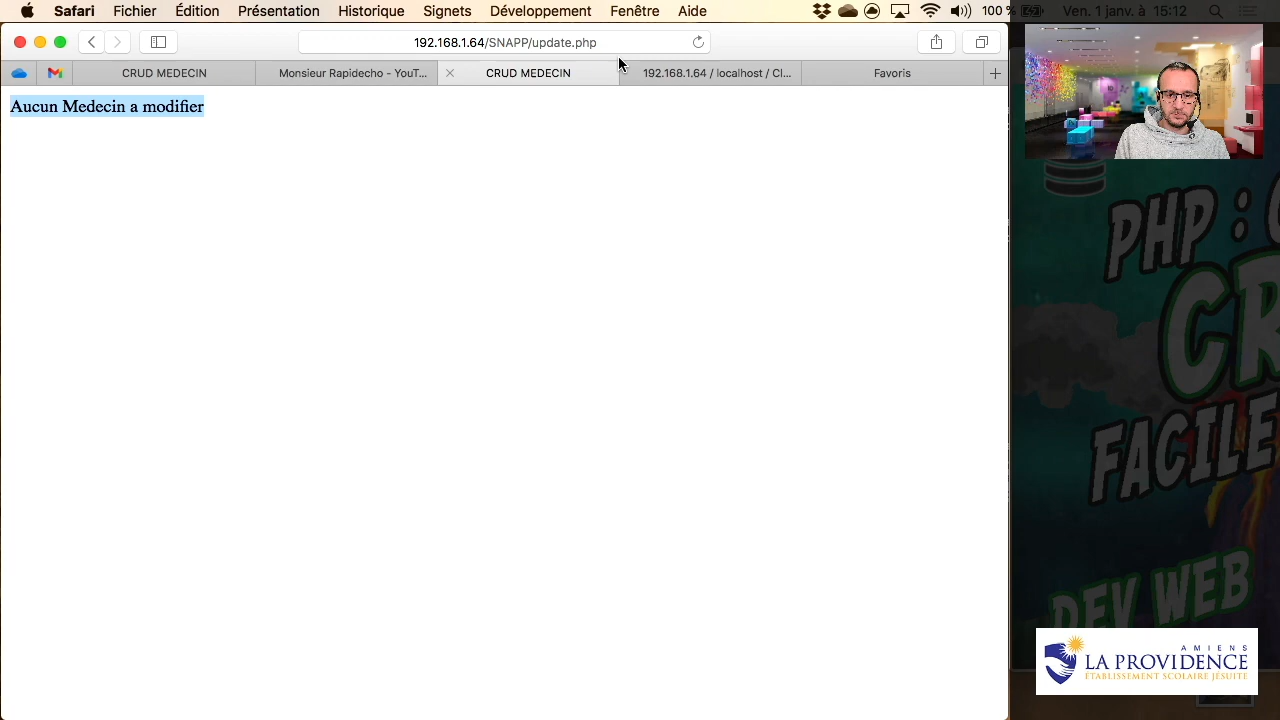 Safari Fichier Édition Présentation Historique Signets Développement Fenêtre Aide 100 % Ven. 1 janv. à 15:12
192.168.1.64/SNAPP/update.php
CRUD MEDECIN Monsieur Rapidecho - YouT... CRUD MEDECIN 192.168.1.64 / localhost / Cl... Favoris
Aucun Medecin a modifier
PHP :
CR
FACILE
DEV WEB
AMIENS
LA PROVIDENCE
ÉTABLISSEMENT SCOLAIRE JÉSUITE